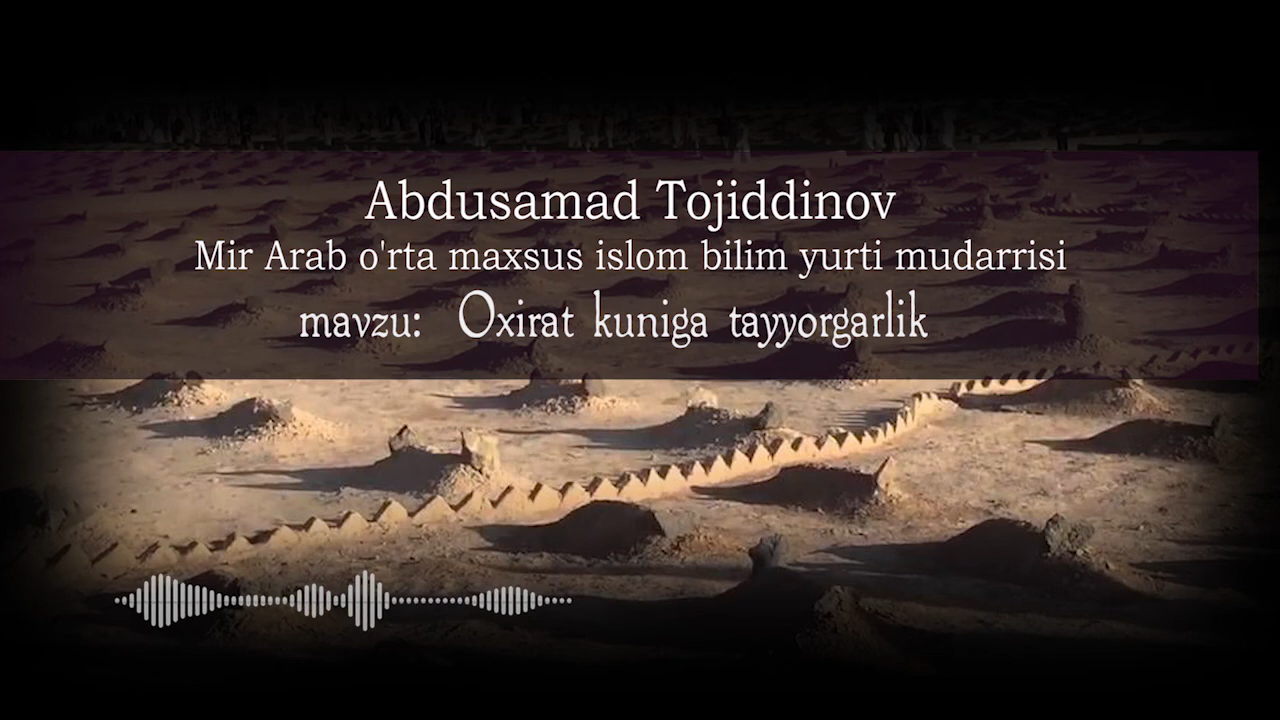 Abdusamad Tojiddinov
Mir Arab o'rta maxsus islom bilim yurti mudarrisi
mavzu: Oxirat kuniga tayyorgarlik